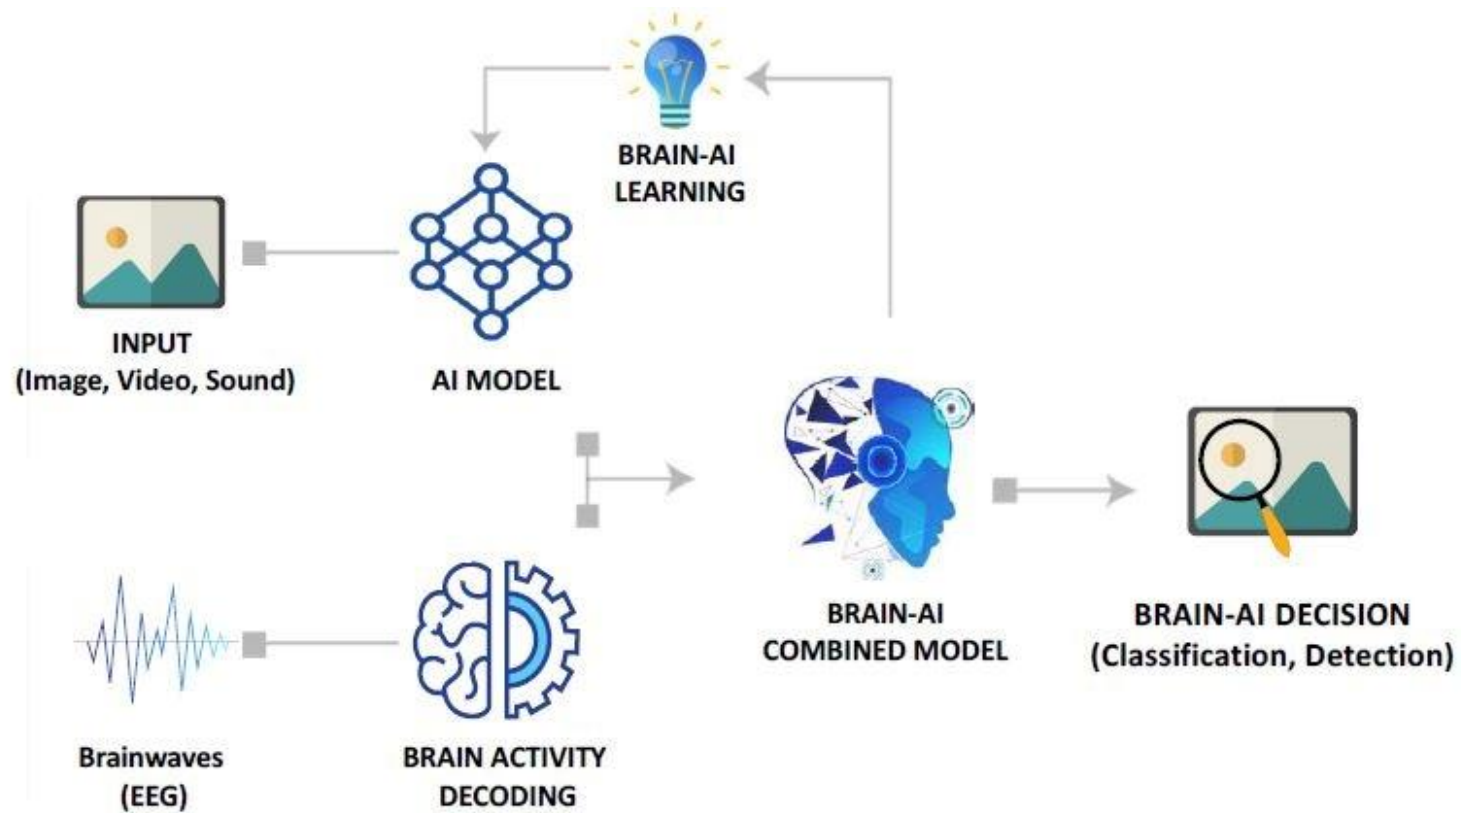 BRAIN-AI
LEARNING
INPUT
(Image, Video, Sound)
AI MODEL
BRAIN-AI
COMBINED MODEL
BRAIN-AI DECISION
(Classification, Detection)
Brainwaves
(EEG)
BRAIN ACTIVITY
DECODING